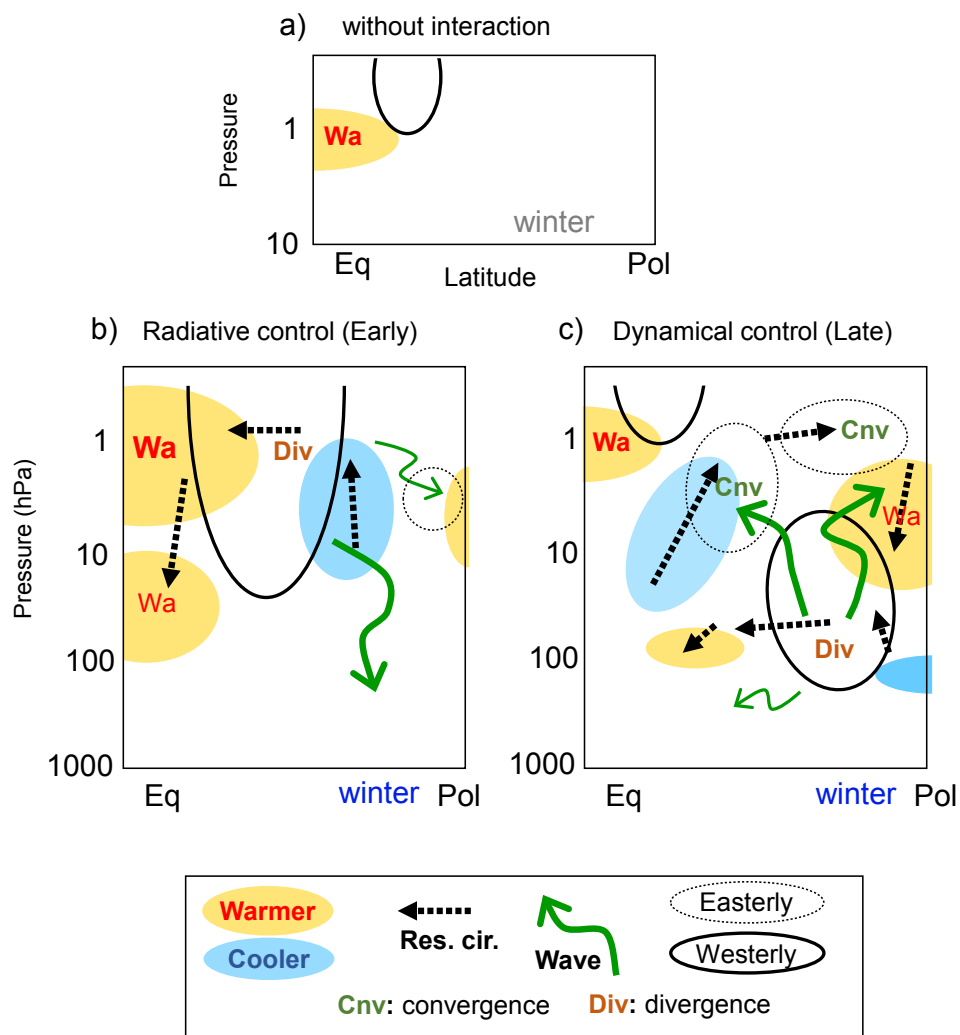 a) without interaction
Pressure
1
10
Wa
winter
Eq
Pol
Latitude
b) Radiative control (Early)
Pressure (hPa)
1
10
100
1000
Wa
Div
Wa
Eq
winter
Pol
c) Dynamical control (Late)
1
10
100
1000
Wa
Cnv
Cnv
Wa
Div
Eq
winter
Pol
Warmer
Cooler
Res. cir.
Wave
Easterly
Westerly
Cnv: convergence Div: divergence